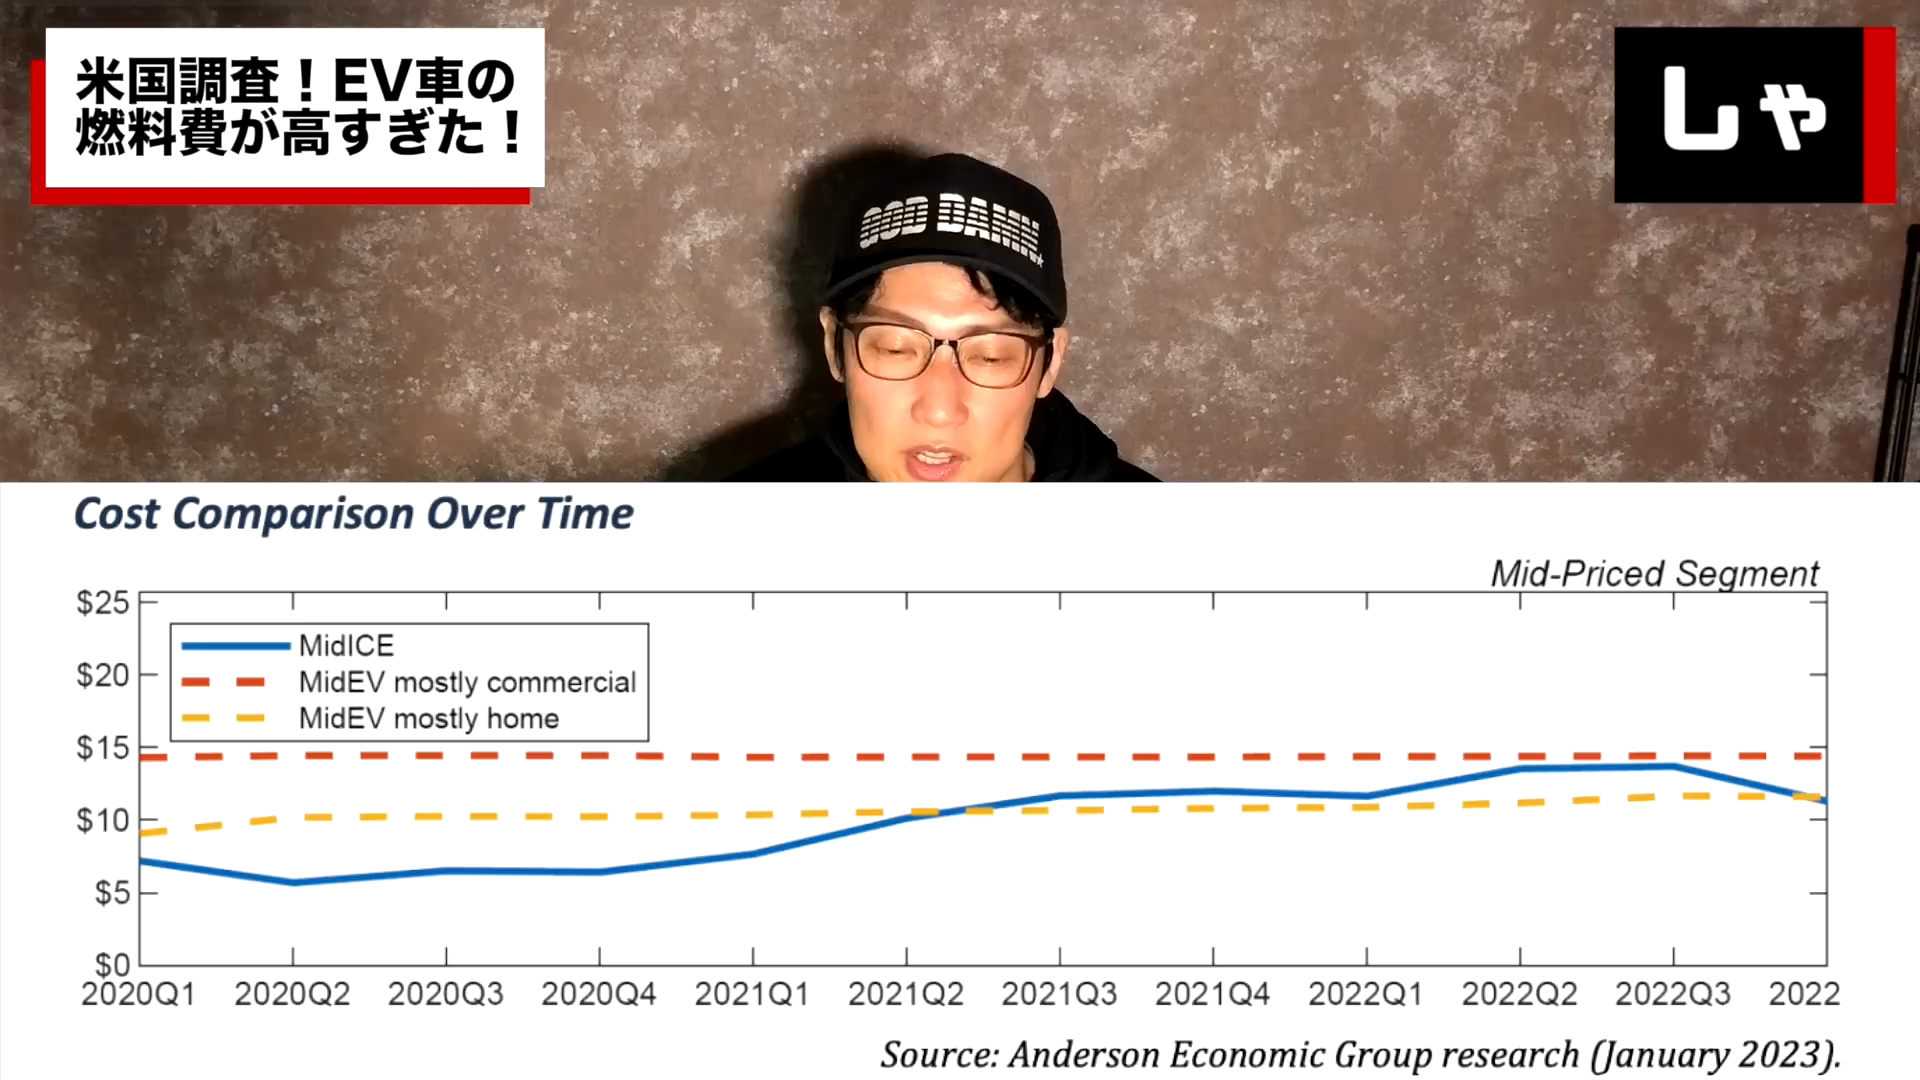 米国調査！EV車の
燃料費が高すぎた！
しゃ
GOD DAMN.
Cost Comparison Over Time
Mid-Priced Segment
$25
$20
$15
$10
$5
$0
MidICE
MidEV mostly commercial
MidEV mostly home
2020Q1 2020Q2 2020Q3 2020Q4 2021Q1 2021Q2 2021Q3 2021Q4 2022Q1 2022Q2 2022Q3 2022
Source: Anderson Economic Group research (January 2023).